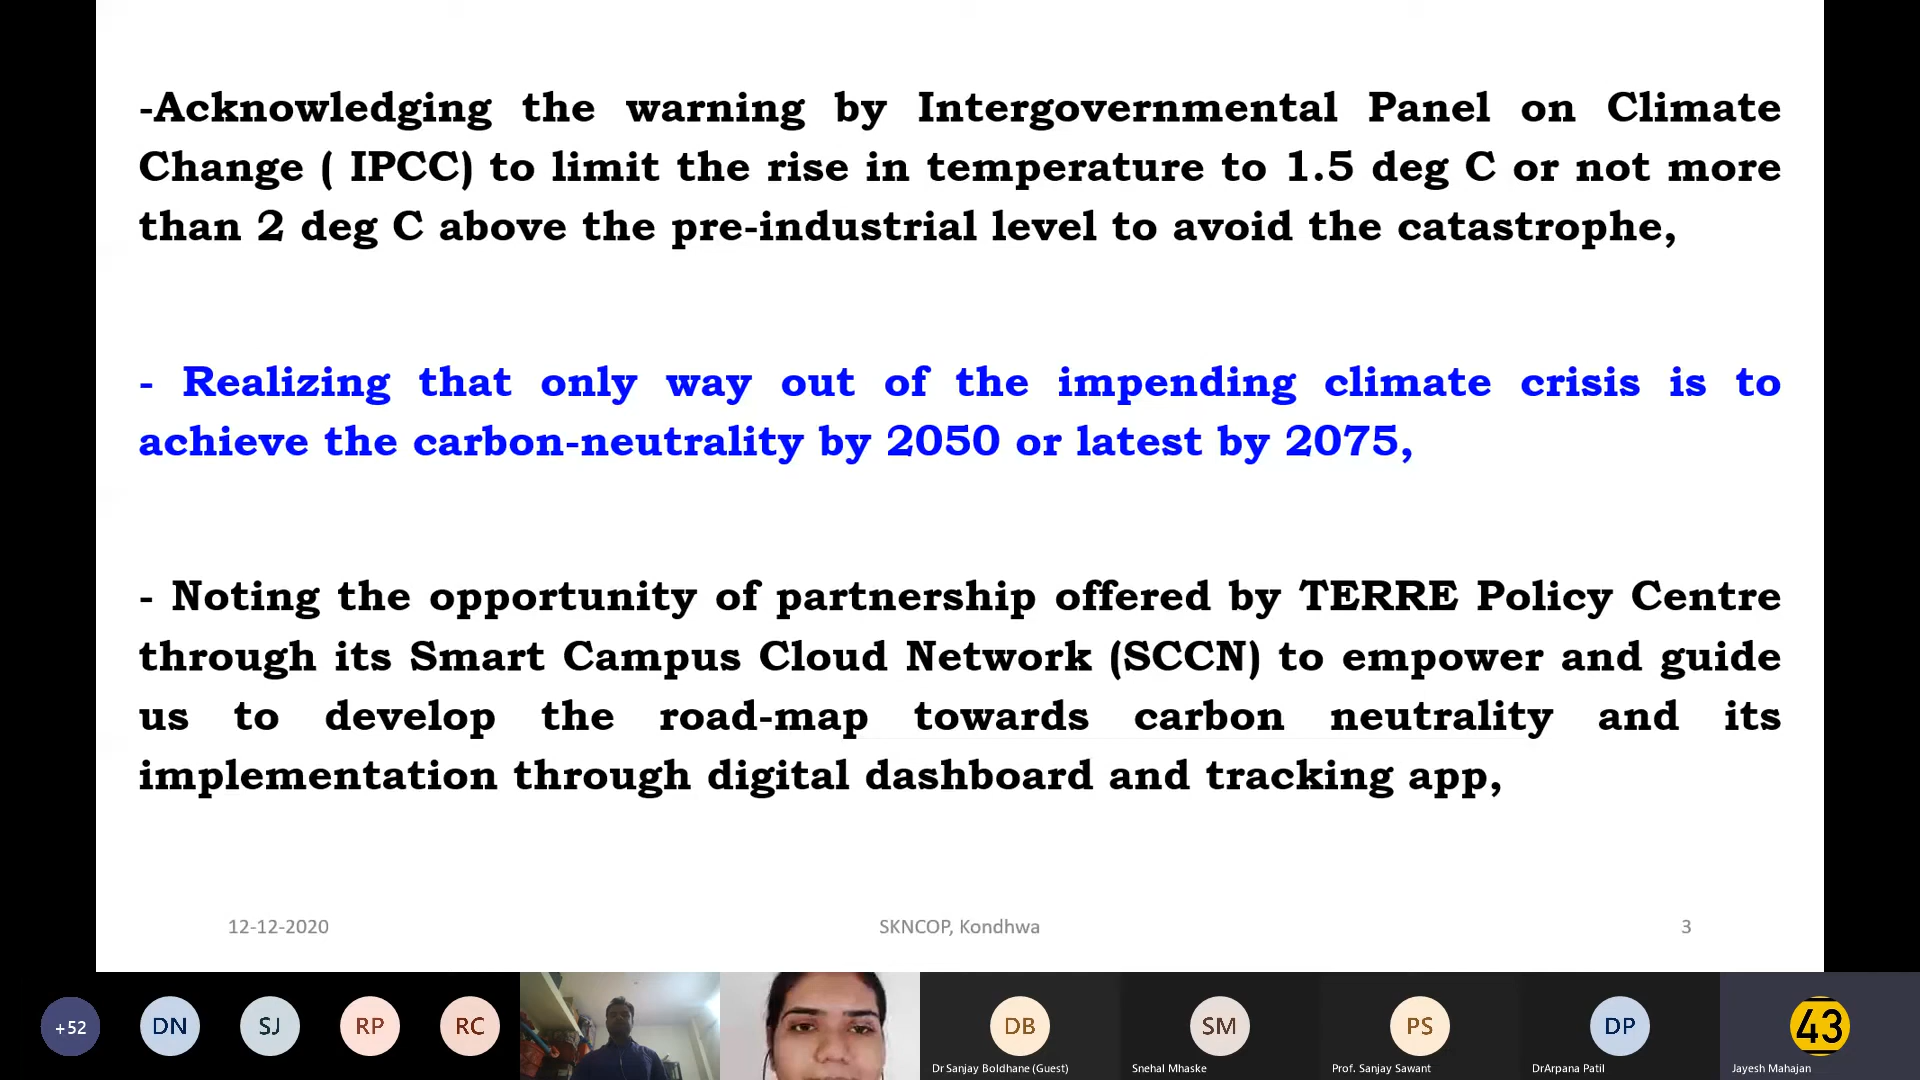 -Acknowledging the warning by Intergovernmental Panel on Climate
Change ( IPCC) to limit the rise in temperature to 1.5 deg C or not more
than 2 deg C above the pre-industrial level to avoid the catastrophe,
- Realizing that only way out of the impending climate crisis is to
achieve the carbon-neutrality by 2050 or latest by 2075,
- Noting the opportunity of partnership offered by TERRE Policy Centre
through its Smart Campus Cloud Network (SCCN) to empower and guide
us to develop the road-map towards carbon neutrality and its
implementation through digital dashboard and tracking app,
12-12-2020 SKNCOP, Kondhwa 3
+52 DN SJ RP RC DB SM PS DP 43
Dr Sanjay Boldhane (Guest) Snehal Mhaske Prof. Sanjay Sawant DrArpana Patil Jayesh Mahajan